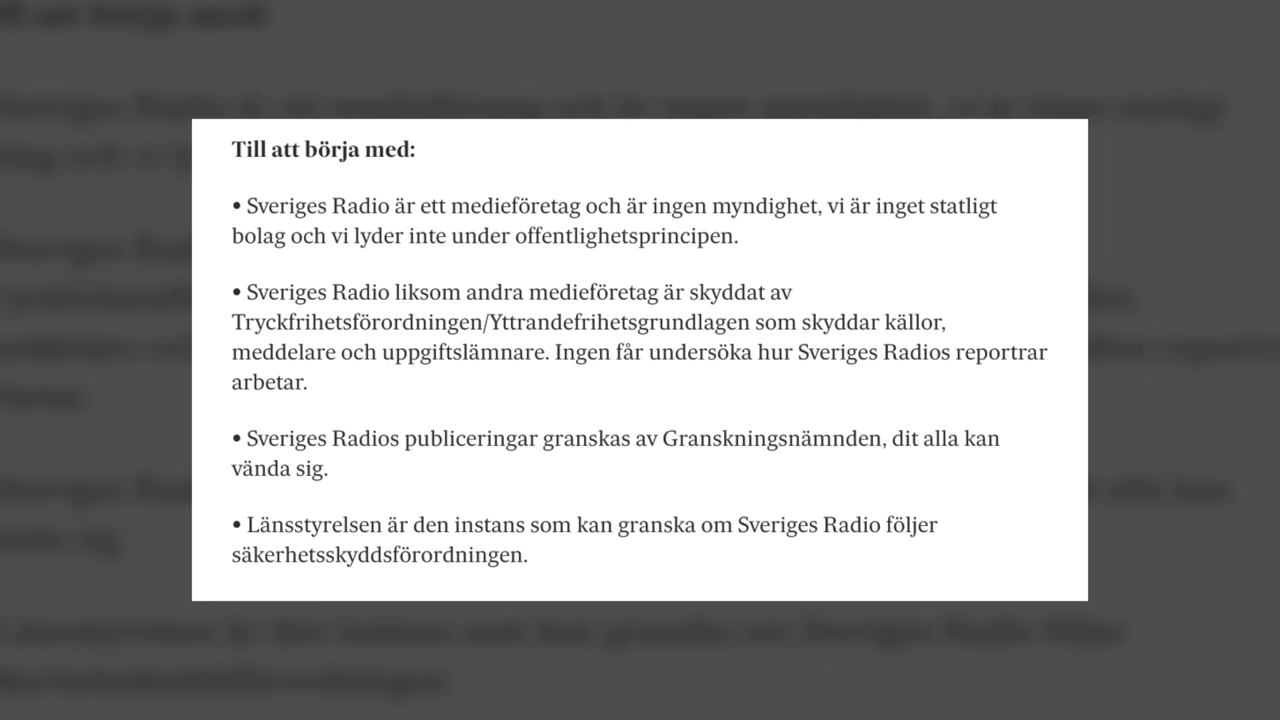 Till att börja med:
• Sveriges Radio är ett medieföretag och är ingen myndighet, vi är inget statligt
bolag och vi lyder inte under offentlighetsprincipen.
• Sveriges Radio liksom andra medieföretag är skyddat av
Tryckfrihetsförordningen/Yttrandefrihetsgrundlagen som skyddar källor,
meddelare och uppgiftslämnare. Ingen får undersöka hur Sveriges Radios reportrar
arbetar.
• Sveriges Radios publiceringar granskas av Granskningsnämnden, dit alla kan
vända sig.
• Länsstyrelsen är den instans som kan granska om Sveriges Radio följer
säkerhetsskyddsförordningen.